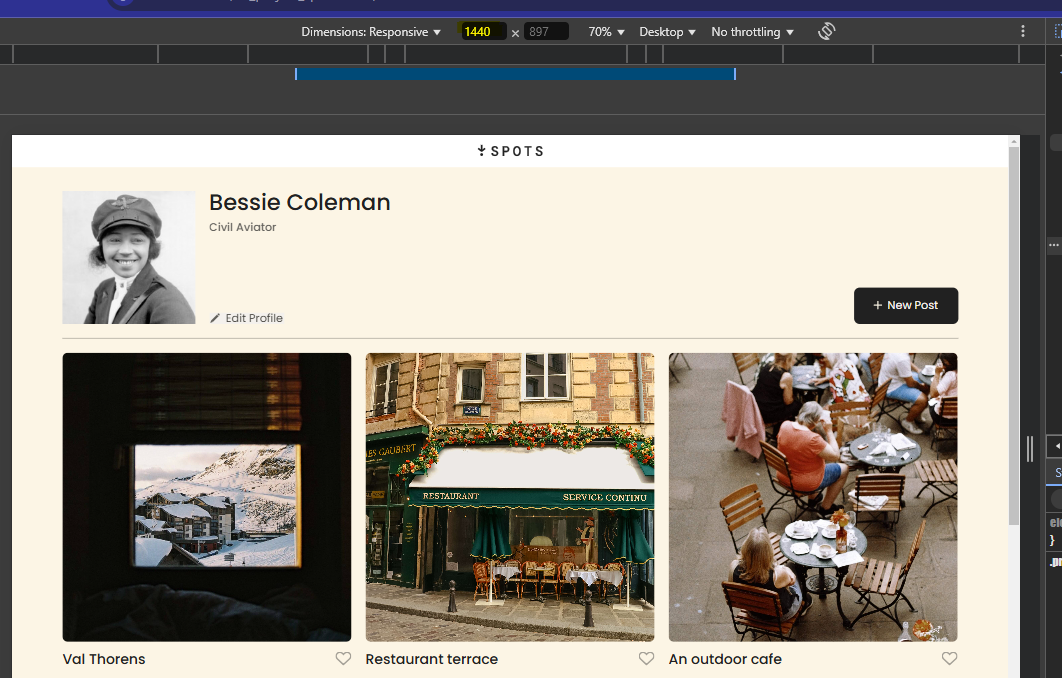 Dimensions: Responsive 1440 × 897 70% Desktop No throttling
SPOTS
Bessie Coleman
Civil Aviator
Edit Profile
+ New Post
RESTAURANT SERVICE CONTINU
Val Thorens
Restaurant terrace
An outdoor cafe